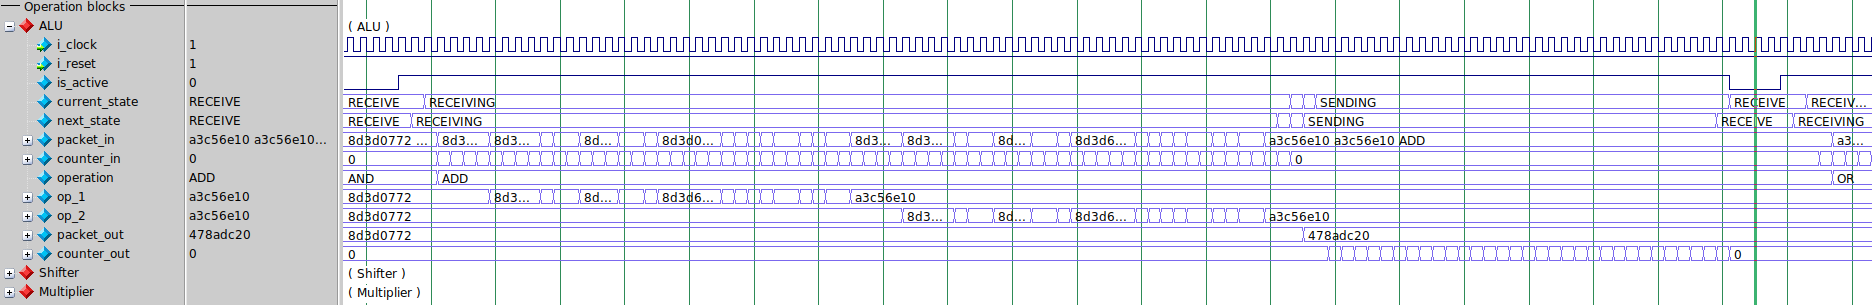 Operation blocks
ALU ( ALU )
i_clock 1
i_reset 1
is_active 0
current_state RECEIVE RECEIVE RECEIVING SENDING RECEIVE RECEIV...
next_state RECEIVE RECEIVE RECEIVING SENDING RECEIVE RECEIVING
packet_in a3c56e10 a3c56e10... 8d3d0772 ... 8d3... 8d3... 8d... 8d3d0... 8d3... 8d3... 8d... 8d3d6... a3c56e10 a3c56e10 ADD a3...
counter_in 0 0 0
operation ADD AND ADD OR
op_1 a3c56e10 8d3d0772 8d3... 8d... 8d3d6... a3c56e10
op_2 a3c56e10 8d3d0772 8d3... 8d... 8d3d6... a3c56e10
packet_out 478adc20 8d3d0772 478adc20
counter_out 0 0 0
Shifter ( Shifter )
Multiplier ( Multiplier )